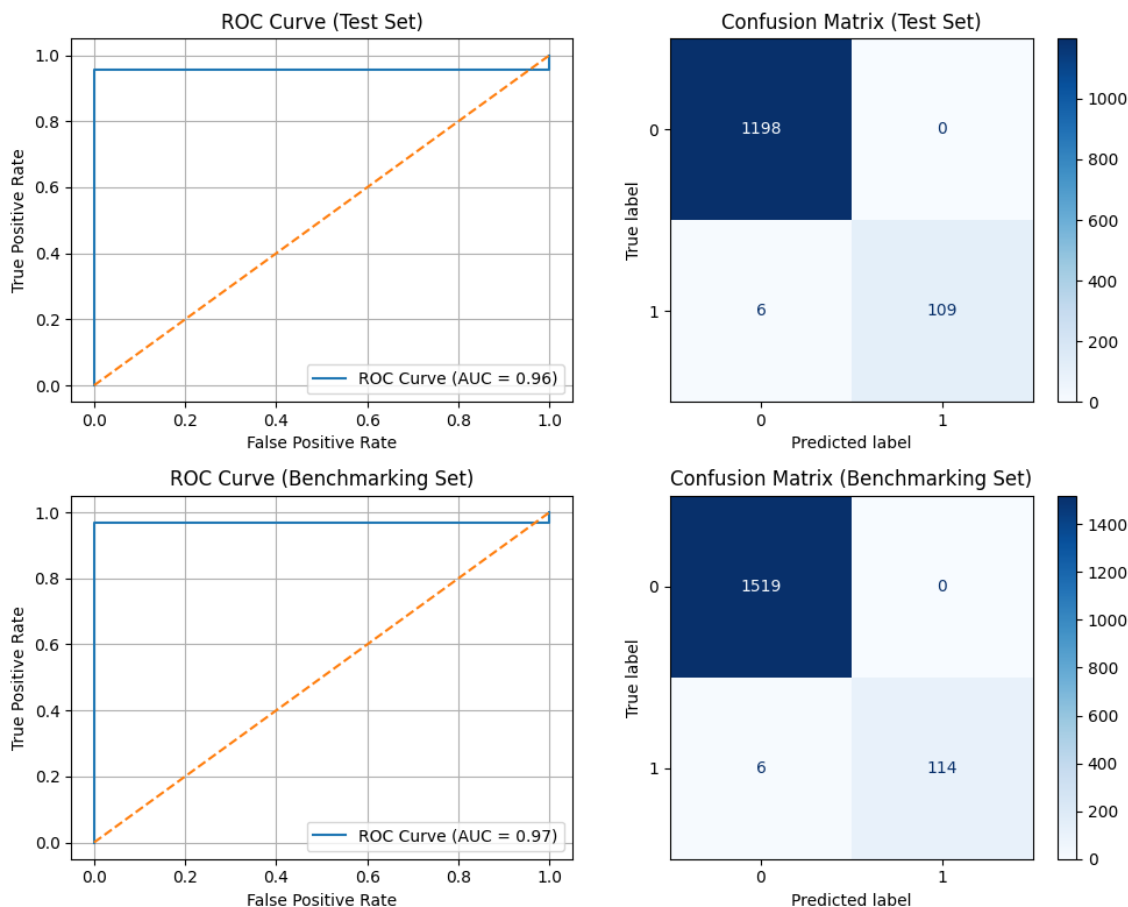 ROC Curve (Test Set)
True Positive Rate
1.0
0.8
0.6
0.4
0.2
0.0
ROC Curve (AUC = 0.96)
0.0 0.2 0.4 0.6 0.8 1.0
False Positive Rate
Confusion Matrix (Test Set)
True label
0
1
1198 0
6 109
0 1
Predicted label
1000
800
600
400
200
0
ROC Curve (Benchmarking Set)
True Positive Rate
1.0
0.8
0.6
0.4
0.2
0.0
ROC Curve (AUC = 0.97)
0.0 0.2 0.4 0.6 0.8 1.0
False Positive Rate
Confusion Matrix (Benchmarking Set)
True label
0
1
1519 0
6 114
0 1
Predicted label
1400
1200
1000
800
600
400
200
0